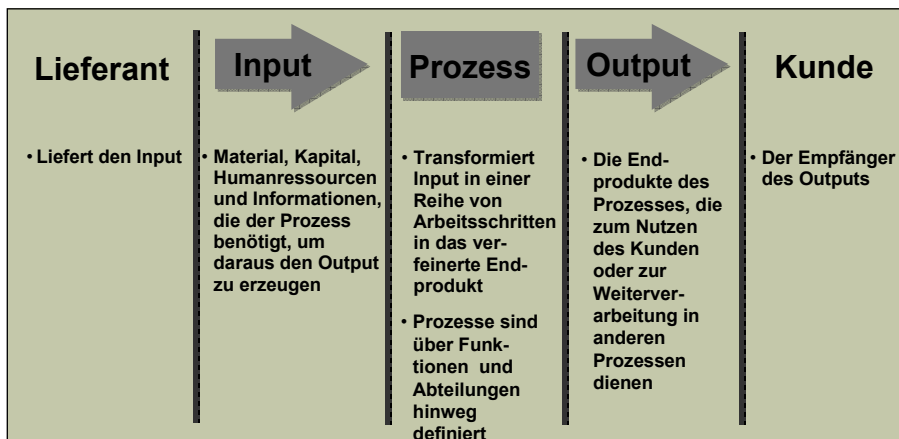 Lieferant
Input
Prozess
Output
Kunde
• Liefert den Input
• Material, Kapital,
Humanressourcen
und Informationen,
die der Prozess
benötigt, um
daraus den Output
zu erzeugen
• Transformiert
Input in einer
Reihe von
Arbeitsschritten
in das ver-
feinerte End-
produkt
• Prozesse sind
über Funk-
tionen und
Abteilungen
hinweg
definiert
• Die End-
produkte des
Prozesses, die
zum Nutzen
des Kunden
oder zur
Weiterver-
arbeitung in
anderen
Prozessen
dienen
• Der Empfänger
des Outputs